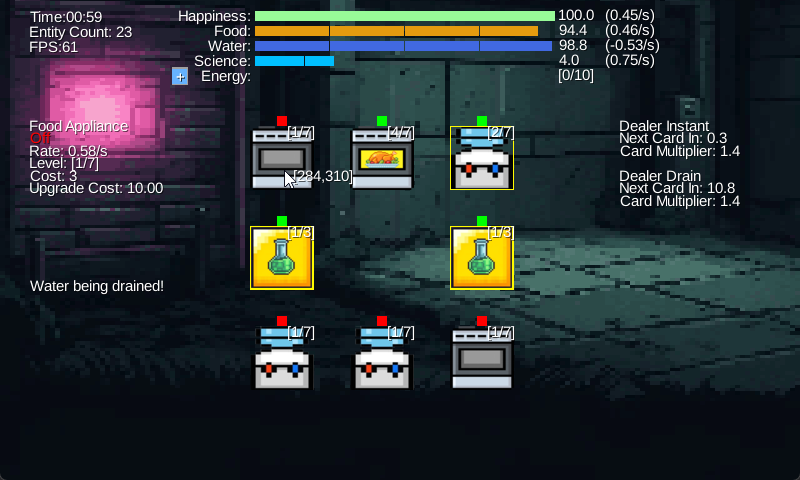 Time:00:59
Entity Count: 23
FPS:61
Happiness: 100.0 (0.45/s)
Food: 94.4 (0.46/s)
Water: 98.8 (-0.53/s)
Science: 4.0 (0.75/s)
+ Energy: [0/10]
Food Appliance
Off
Rate: 0.58/s
Level: [1/7]
Cost: 3
Upgrade Cost: 10.00
[1/7] [4/7] [2/7]
[284,310]
Dealer Instant
Next Card In: 0.3
Card Multiplier: 1.4
Dealer Drain
Next Card In: 10.8
Card Multiplier: 1.4
[1/3] [1/3]
Water being drained!
[1/7] [1/7] [1/7]